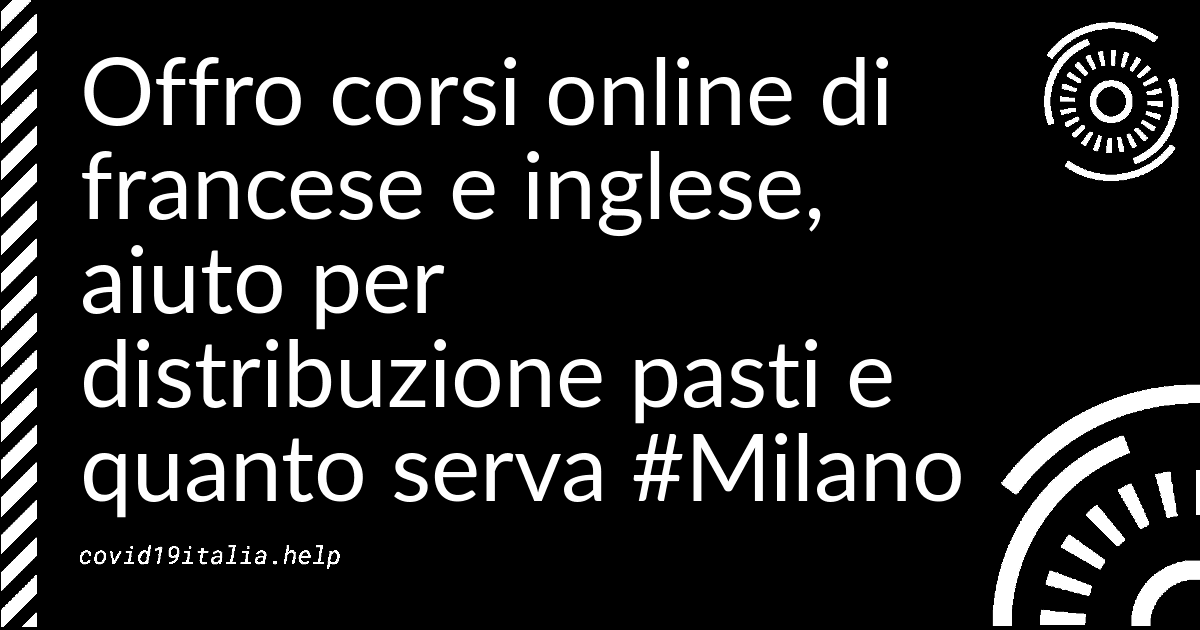 Offro corsi online di
francese e inglese,
aiuto per
distribuzione pasti e
quanto serva #Milano
covid19italia.help